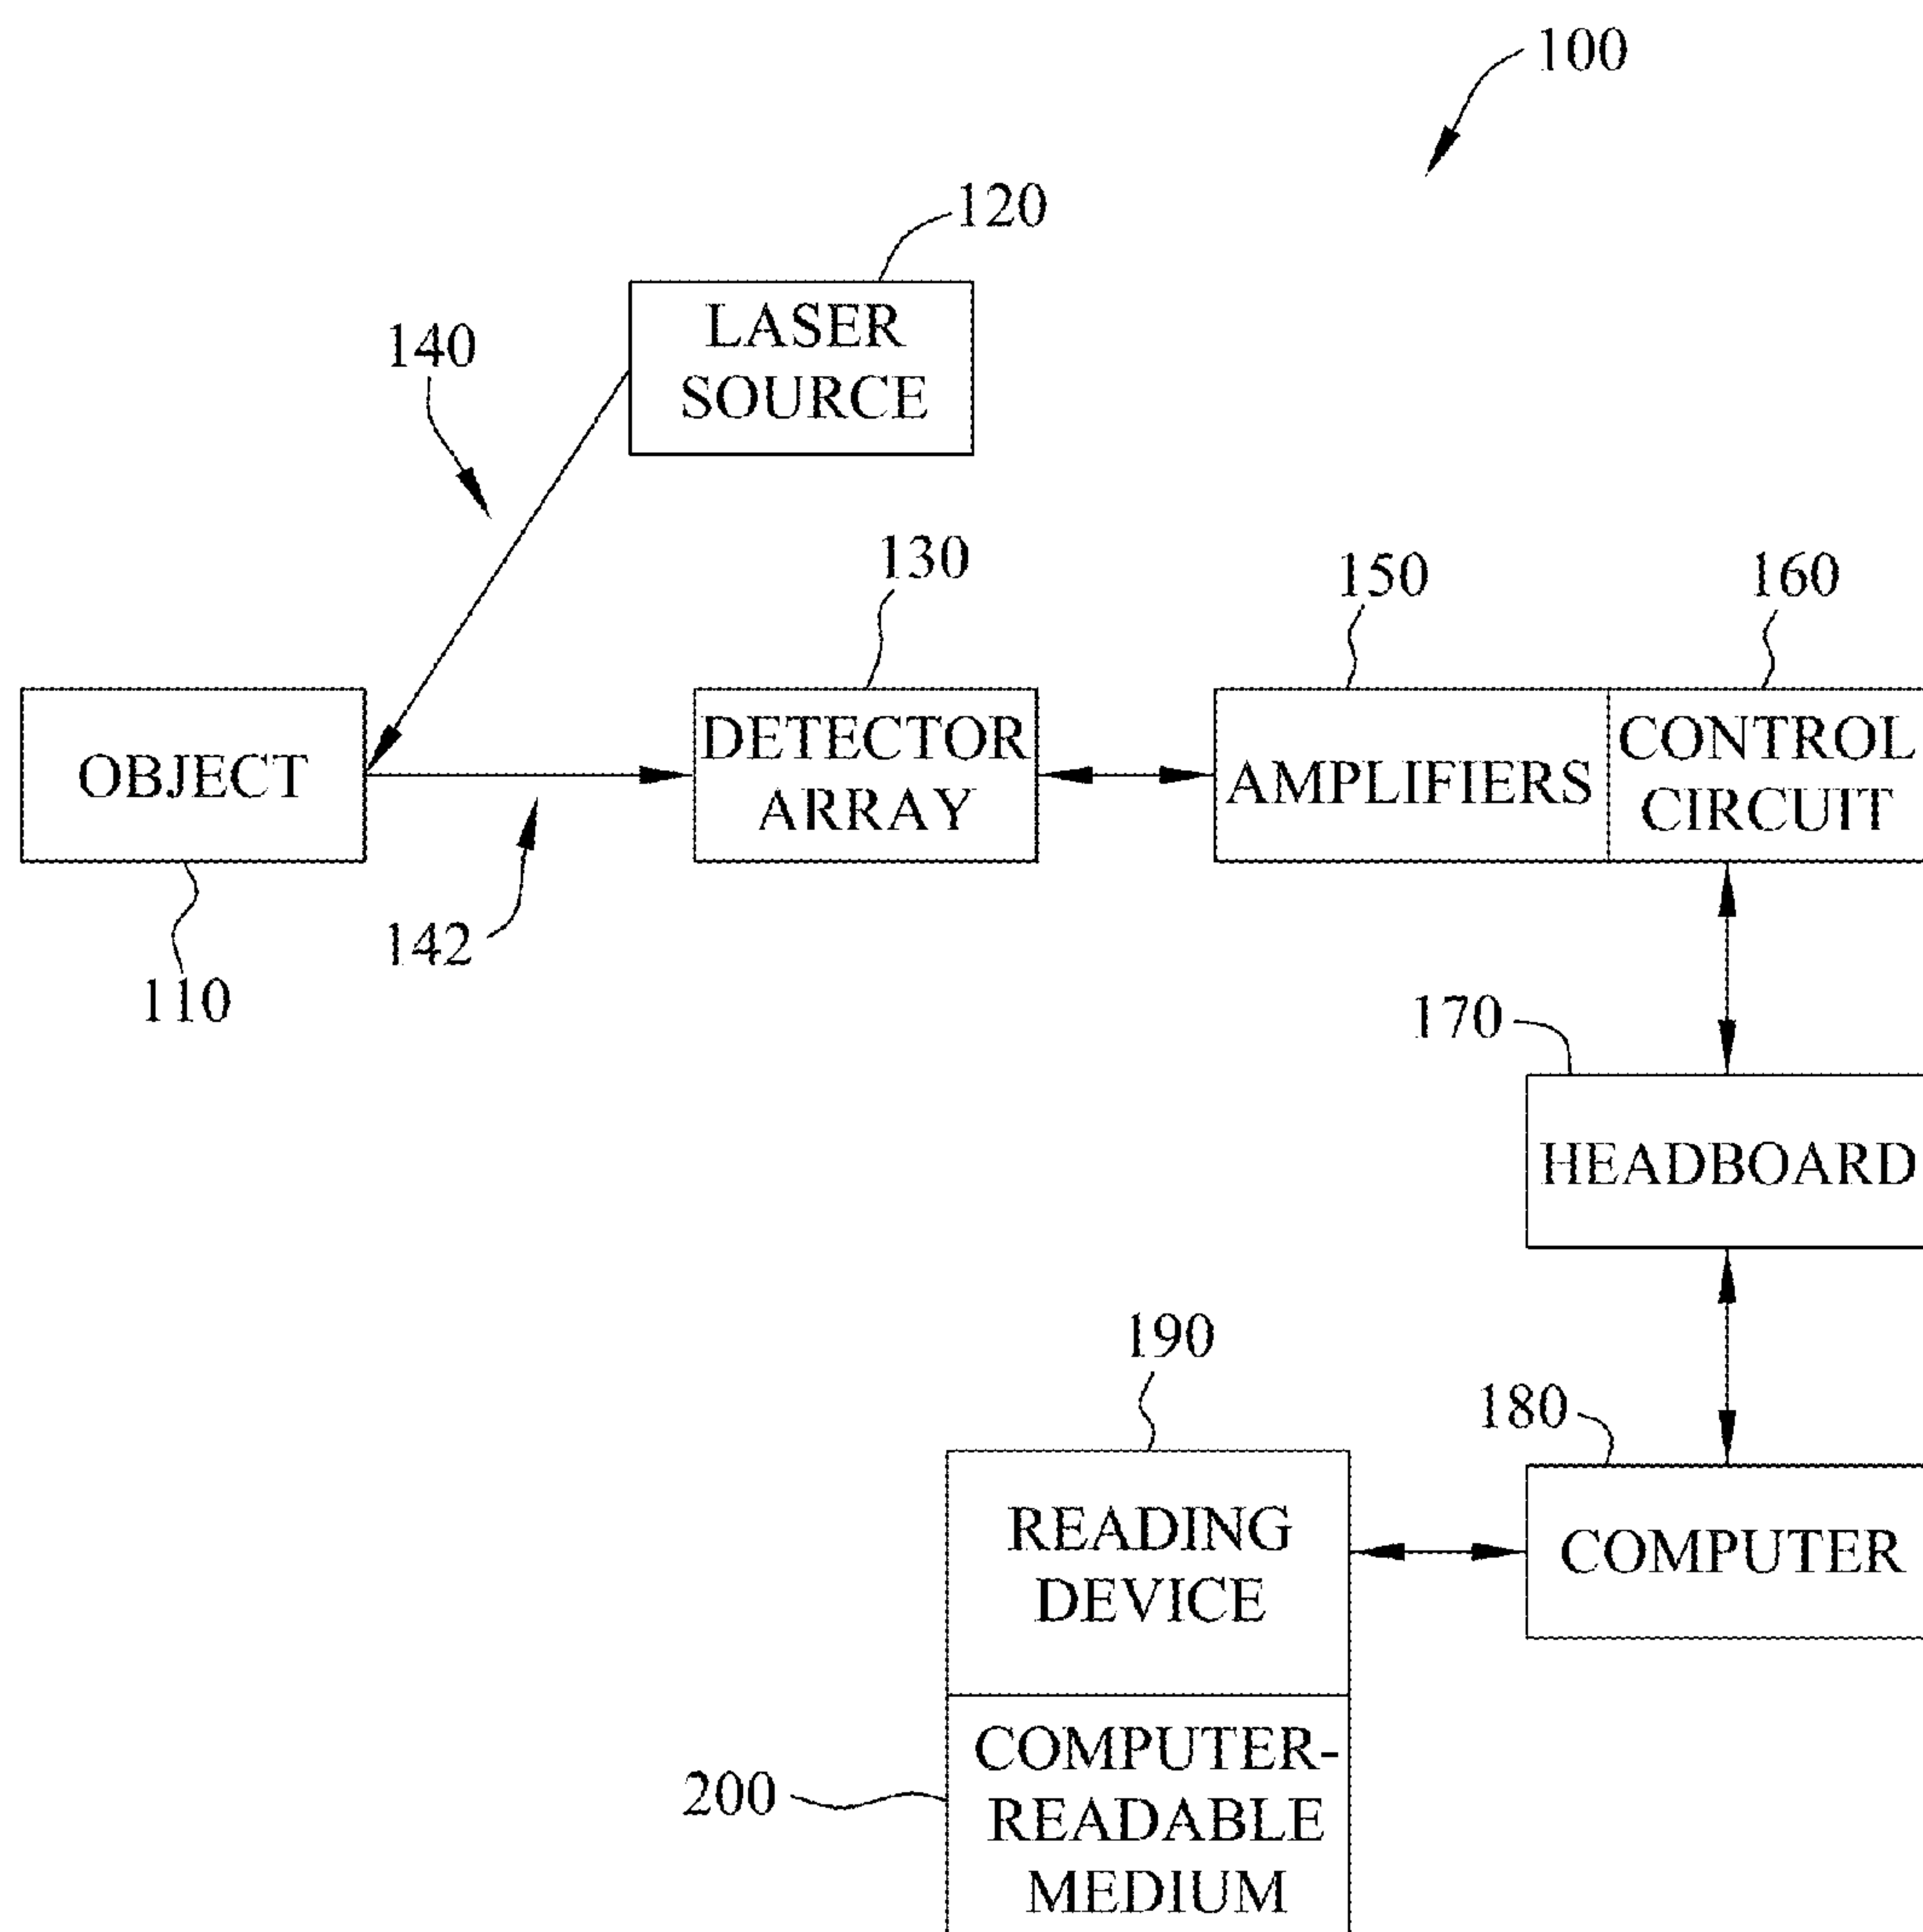 100
120
LASER
SOURCE
140
130
150
160
OBJECT
DETECTOR
ARRAY
AMPLIFIERS
CONTROL
CIRCUIT
142
110
170
HEADBOARD
190
180
READING
DEVICE
COMPUTER
200
COMPUTER-
READABLE
MEDIUM